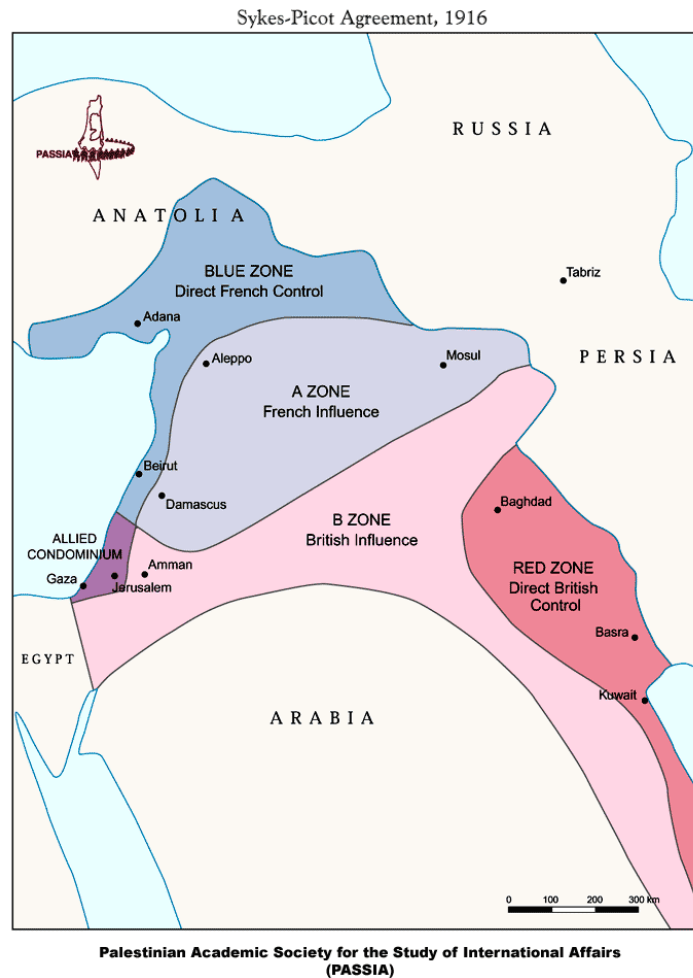 Sykes-Picot Agreement, 1916
RUSSIA
PASSIA
ANATOLIA
BLUE ZONE
Direct French Control
Tabriz
Adana
Aleppo
Mosul
PERSIA
A ZONE
French Influence
Beirut
Damascus
Baghdad
B ZONE
British Influence
ALLIED
CONDOMINIUM
Amman
Gaza
Jerusalem
RED ZONE
Direct British
Control
Basra
EGYPT
Kuwait
ARABIA
0 100 200 300 km
Palestinian Academic Society for the Study of International Affairs
(PASSIA)